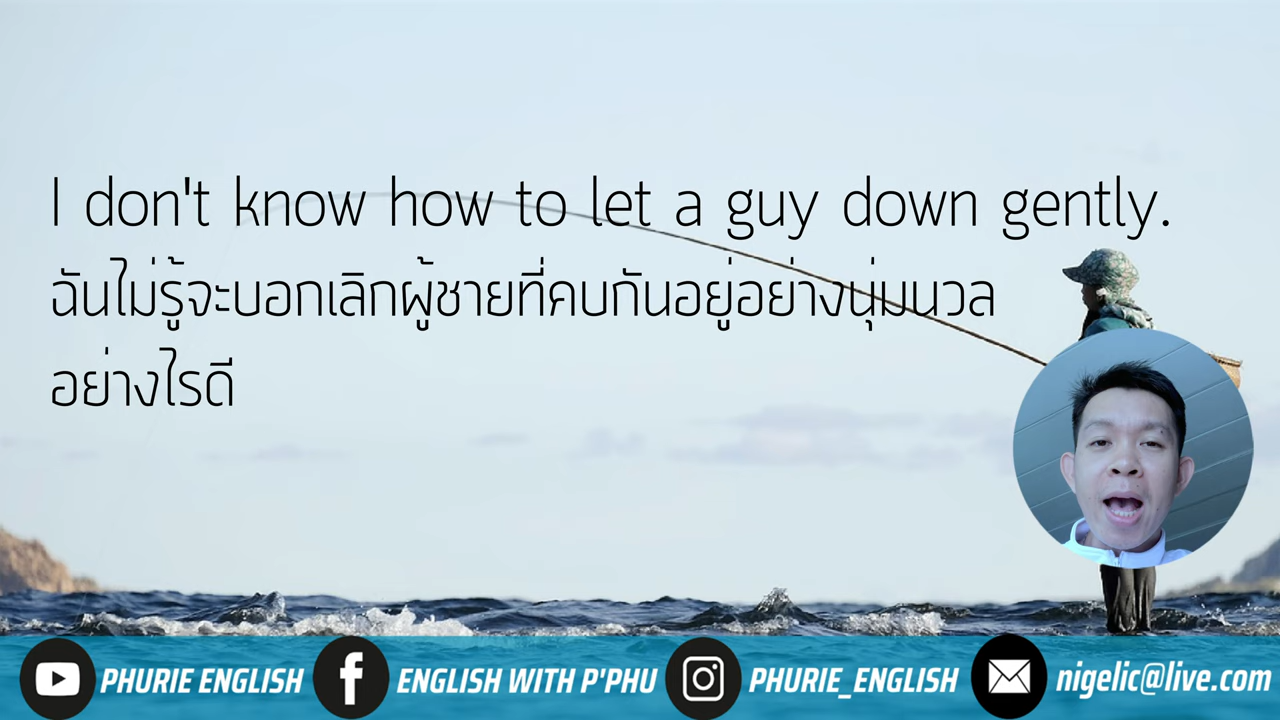 I don't know how to let a guy down gently.
ฉันไม่รู้จะบอกเลิกผู้ชายที่คบกันอยู่อย่างนุ่มนวล
อย่างไรดี
PHURIE ENGLISH ENGLISH WITH P'PHU PHURIE_ENGLISH nigelic@live.com